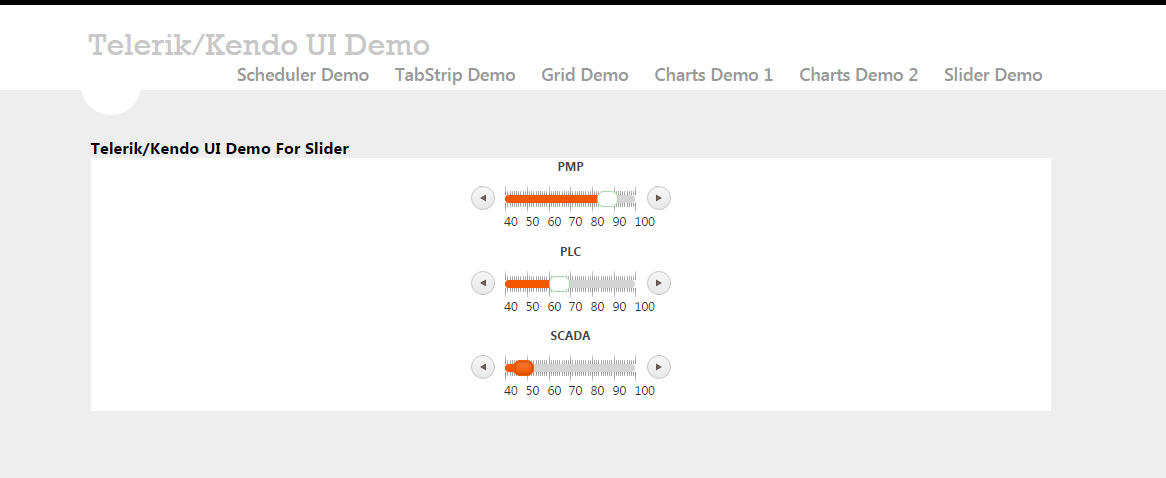 Telerik/Kendo UI Demo
Scheduler Demo TabStrip Demo Grid Demo Charts Demo 1 Charts Demo 2 Slider Demo
Telerik/Kendo UI Demo For Slider
PMP
40 50 60 70 80 90 100
PLC
40 50 60 70 80 90 100
SCADA
40 50 60 70 80 90 100